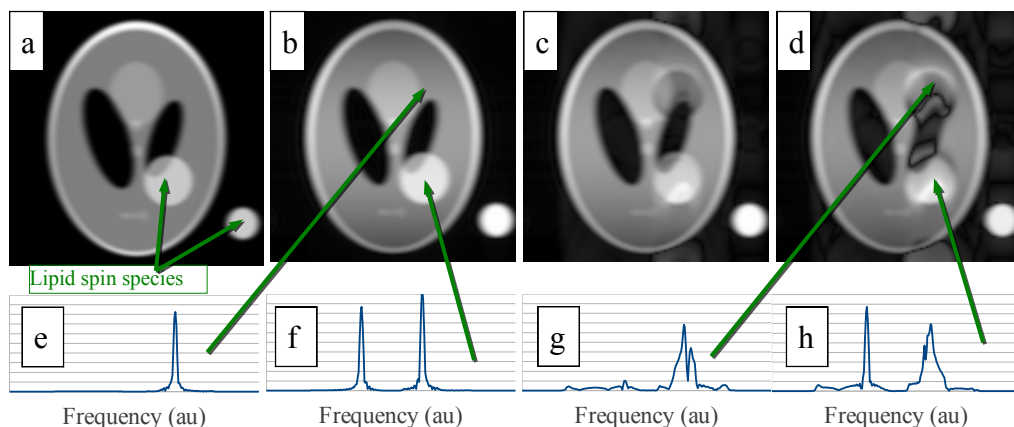 a
b
c
d
Lipid spin species
e
f
g
h
Frequency (au)
Frequency (au)
Frequency (au)
Frequency (au)